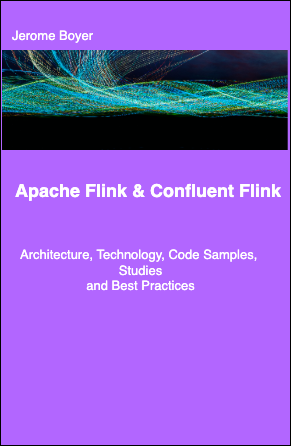 Jerome Boyer
Apache Flink & Confluent Flink
Architecture, Technology, Code Samples,
Studies
and Best Practices